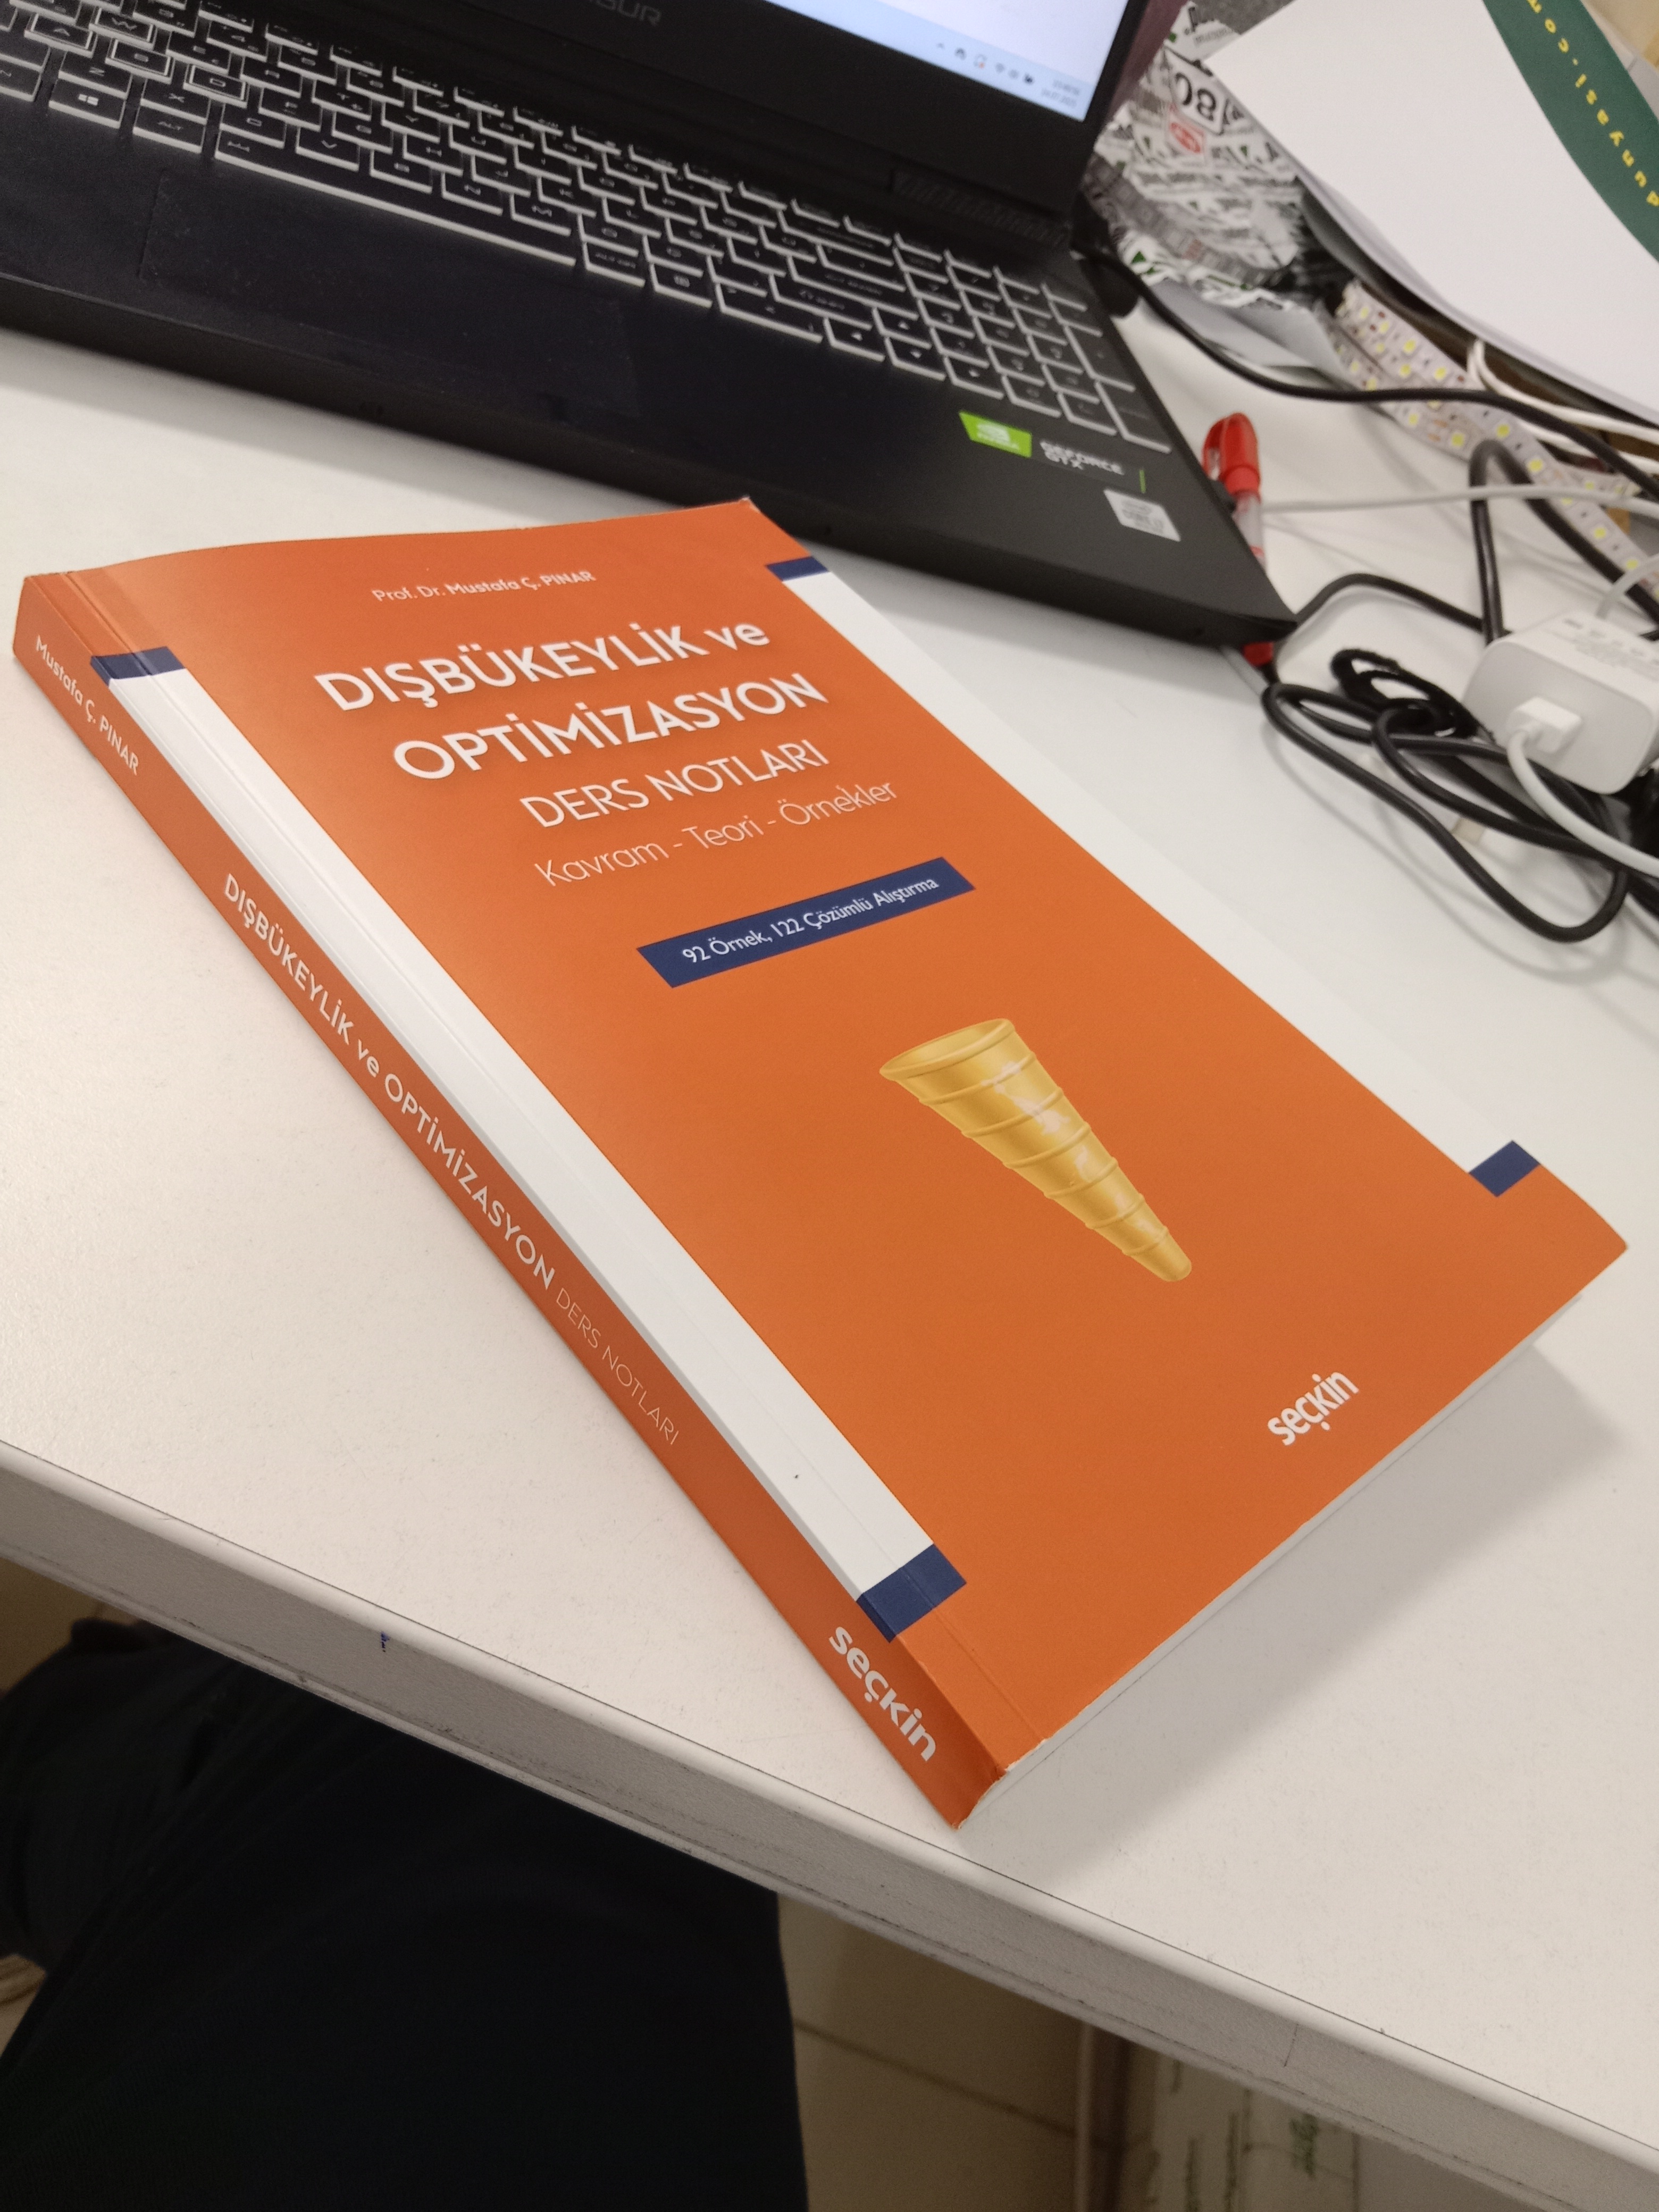 Prof. Dr. Mustafa Ç. PINAR
DIŞBÜKEYLİK ve
OPTİMİZASYON
DERS NOTLARI
Kavram - Teori - Örnekler
92 Örnek, 122 Çözümlü Alıştırma
seçkin
Mustafa Ç. PINAR
DIŞBÜKEYLİK ve OPTİMİZASYON DERS NOTLARI
seçkin
GEFORCE
GTX